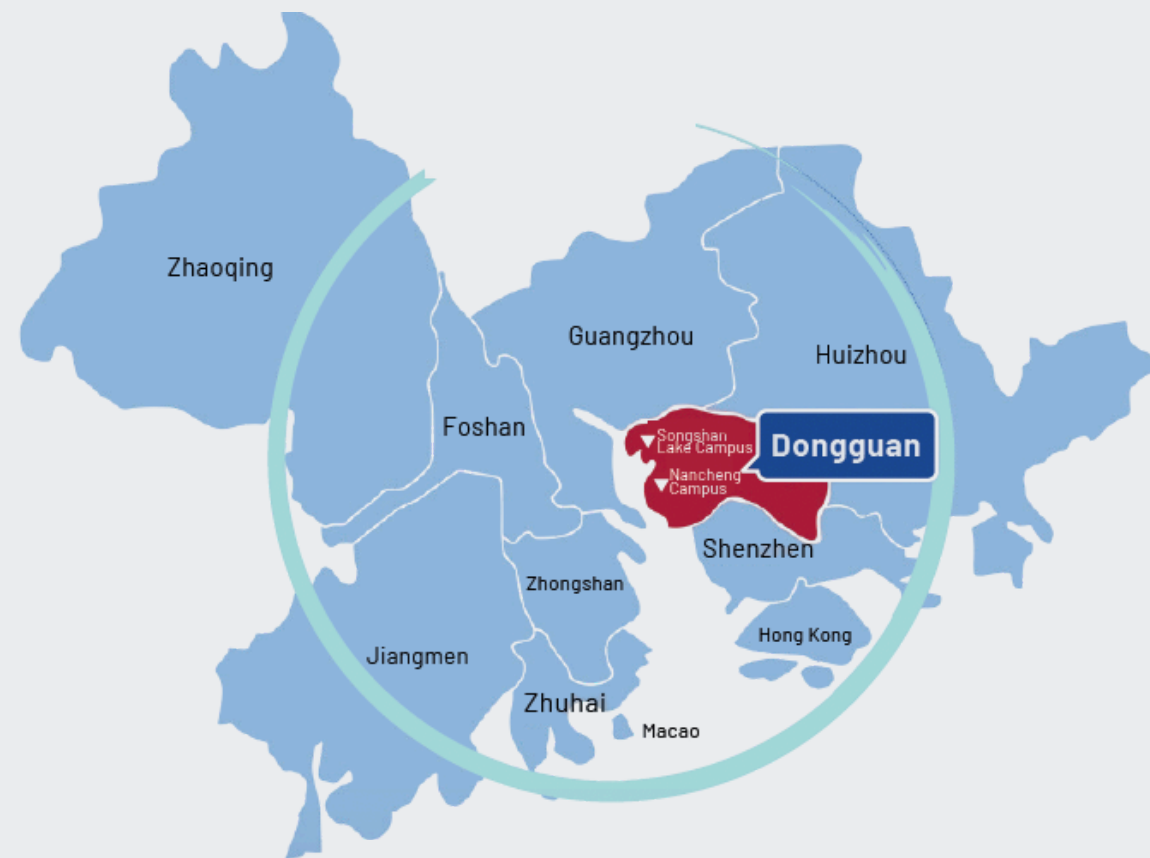 Zhaoqing
Guangzhou
Huizhou
Foshan
Songshan
Lake Campus
Dongguan
Nancheng
Campus
Shenzhen
Zhongshan
Hong Kong
Jiangmen
Zhuhai
Macao